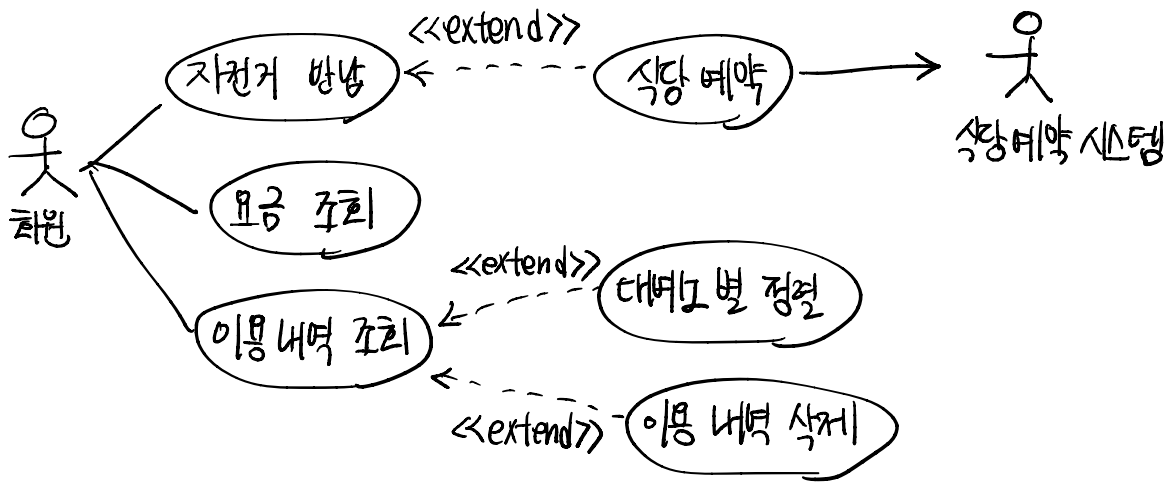 <<extend>>
자전거 반납
식당 예약
식당예약 시스템
회원
요금 조회
<<extend>>
대여소 별 정렬
이용 내역 조회
<<extend>>
이용 내역 삭제